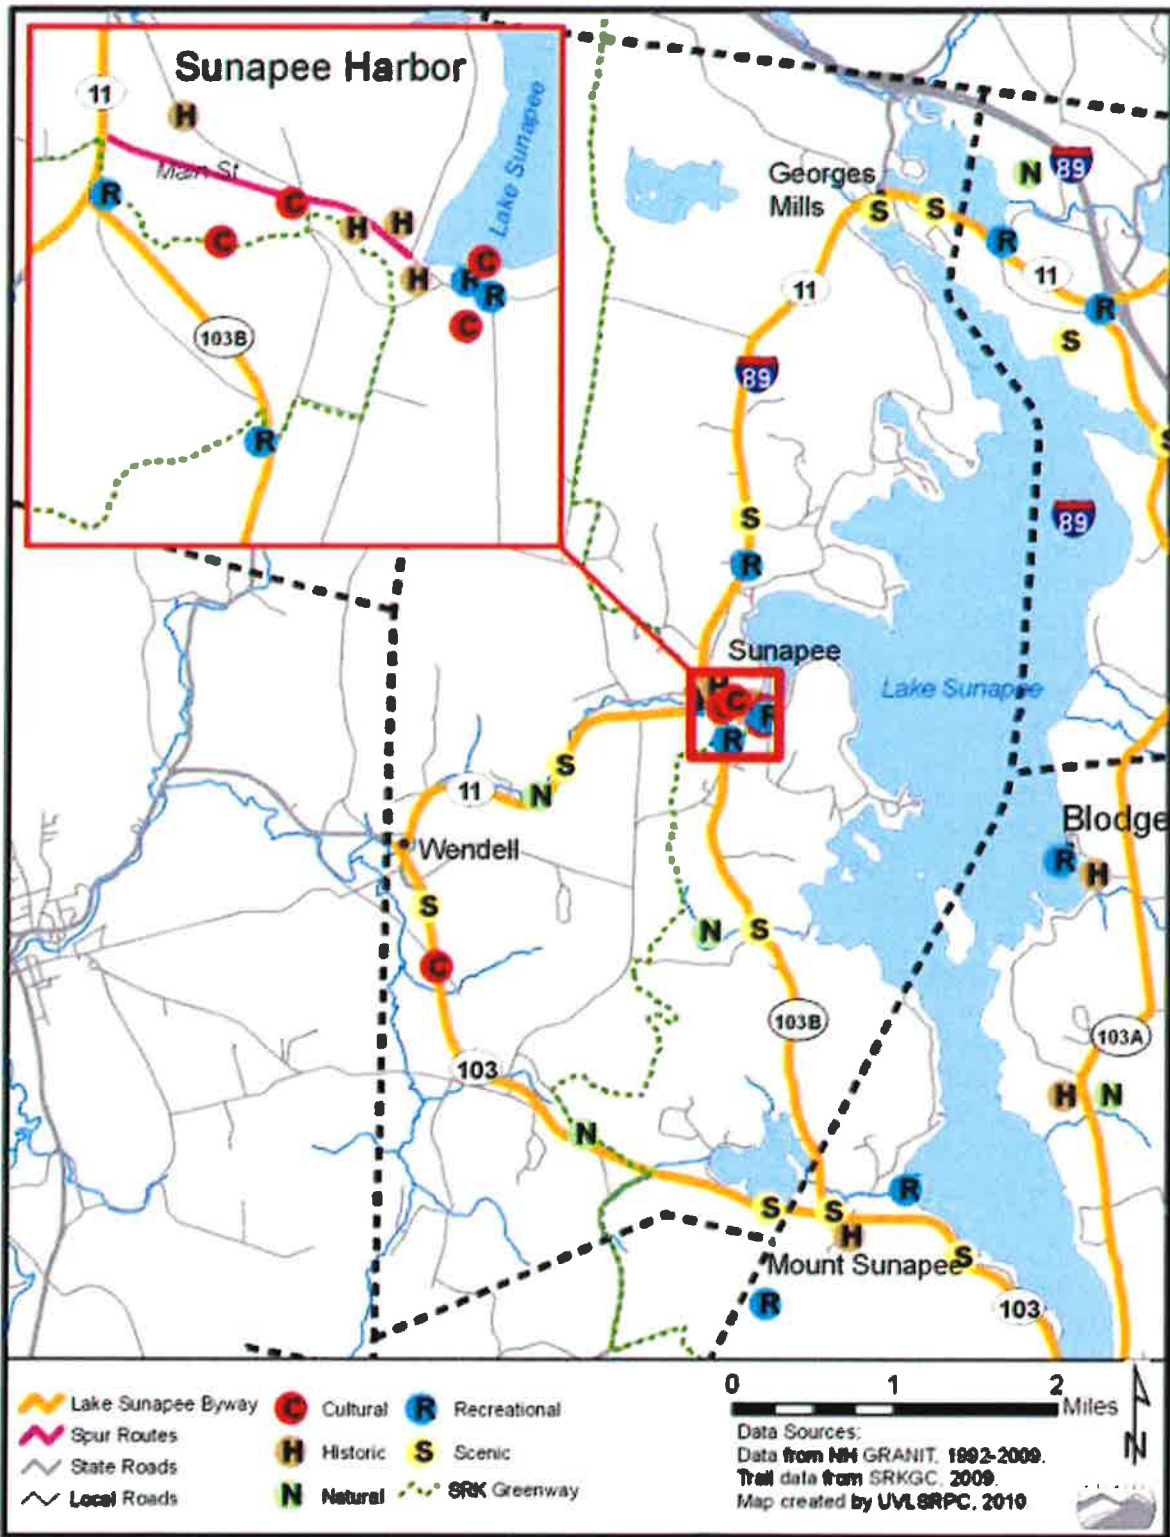 Sunapee Harbor
11
H
Main St
Lake Sunapee
R
C
C
H
H
H
C
R
R
C
103B
R
Georges
Mills
S
S
N
89
R
11
11
R
S
89
S
S
89
R
Sunapee
Lake Sunapee
H
C
R
R
S
11
N
Wendell
S
C
N
S
Blodge
R
H
103B
103A
103
H
N
N
R
S
S
H
Mount Sunapee
S
R
103
0 1 2
Miles
Lake Sunapee Byway
Spur Routes
State Roads
Local Roads
C Cultural
H Historic
N Natural
R Recreational
S Scenic
SRK Greenway
Data Sources:
Data from NH GRANIT, 1992-2009.
Trail data from SRKGC, 2009.
Map created by UVLSRPC, 2010
N